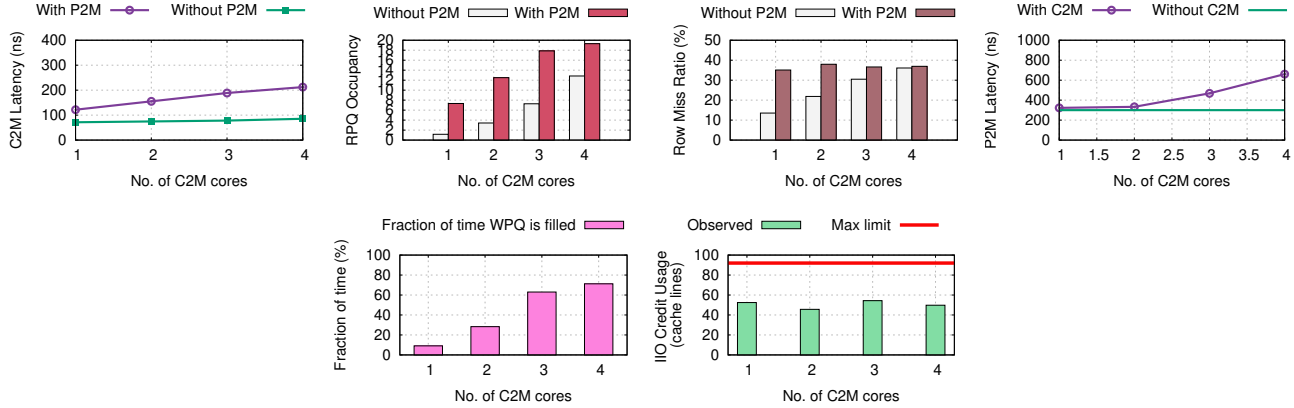 With P2M Without P2M
C2M Latency (ns)
400
300
200
100
0
1 2 3 4
No. of C2M cores
Without P2M With P2M
RPQ Occupancy
20
18
16
14
12
10
8
6
4
2
0
1 2 3 4
No. of C2M cores
Without P2M With P2M
Row Miss Ratio (%)
50
40
30
20
10
0
1 2 3 4
No. of C2M cores
With C2M Without C2M
P2M Latency (ns)
1000
800
600
400
200
0
1 1.5 2 2.5 3 3.5 4
No. of C2M cores
Fraction of time WPQ is filled
Fraction of time (%)
100
80
60
40
20
0
1 2 3 4
No. of C2M cores
Observed Max limit
IIO Credit Usage
(cache lines)
100
80
60
40
20
0
1 2 3 4
No. of C2M cores